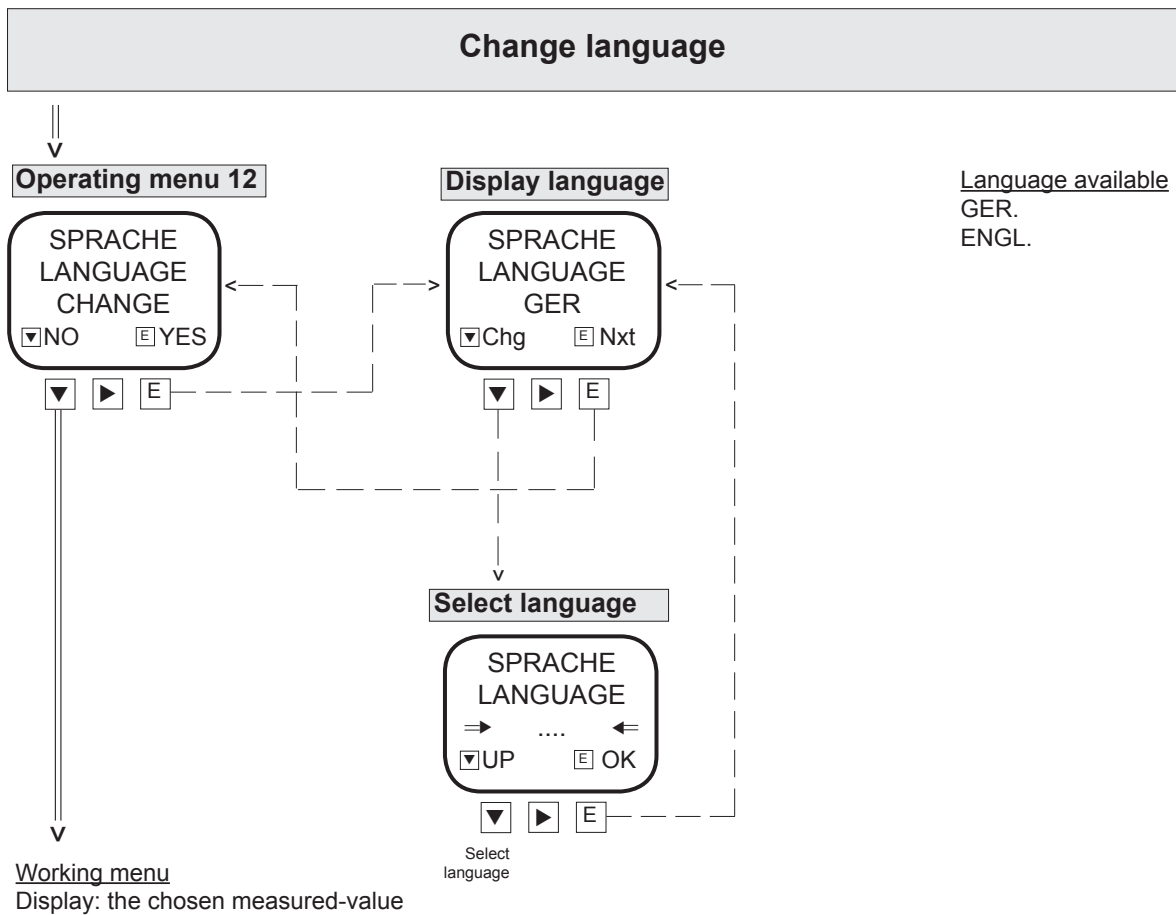 Change language
Operating menu 12
SPRACHE
LANGUAGE
CHANGE
▼NO E YES
▼ ▶ E
Display language
SPRACHE
LANGUAGE
GER
▼Chg E Nxt
▼ ▶ E
Language available
GER.
ENGL.
Select language
SPRACHE
LANGUAGE
⇒ .... ⇐
▼UP E OK
▼ ▶ E
Select
language
Working menu
Display: the chosen measured-value